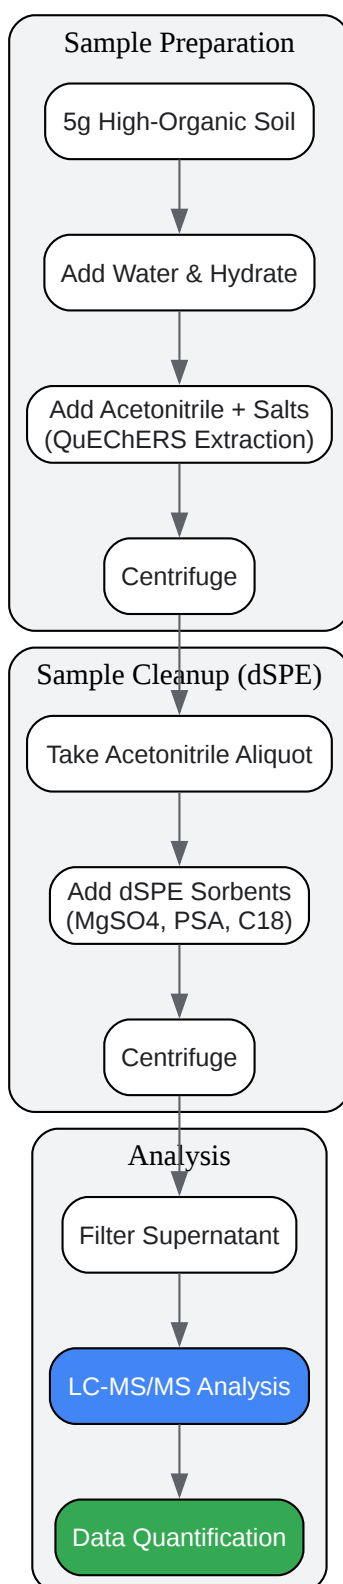 Sample Preparation
5g High-Organic Soil
Add Water & Hydrate
Add Acetonitrile + Salts
(QuEChERS Extraction)
Centrifuge
Sample Cleanup (dSPE)
Take Acetonitrile Aliquot
Add dSPE Sorbents
(MgSO4, PSA, C18)
Centrifuge
Analysis
Filter Supernatant
LC-MS/MS Analysis
Data Quantification